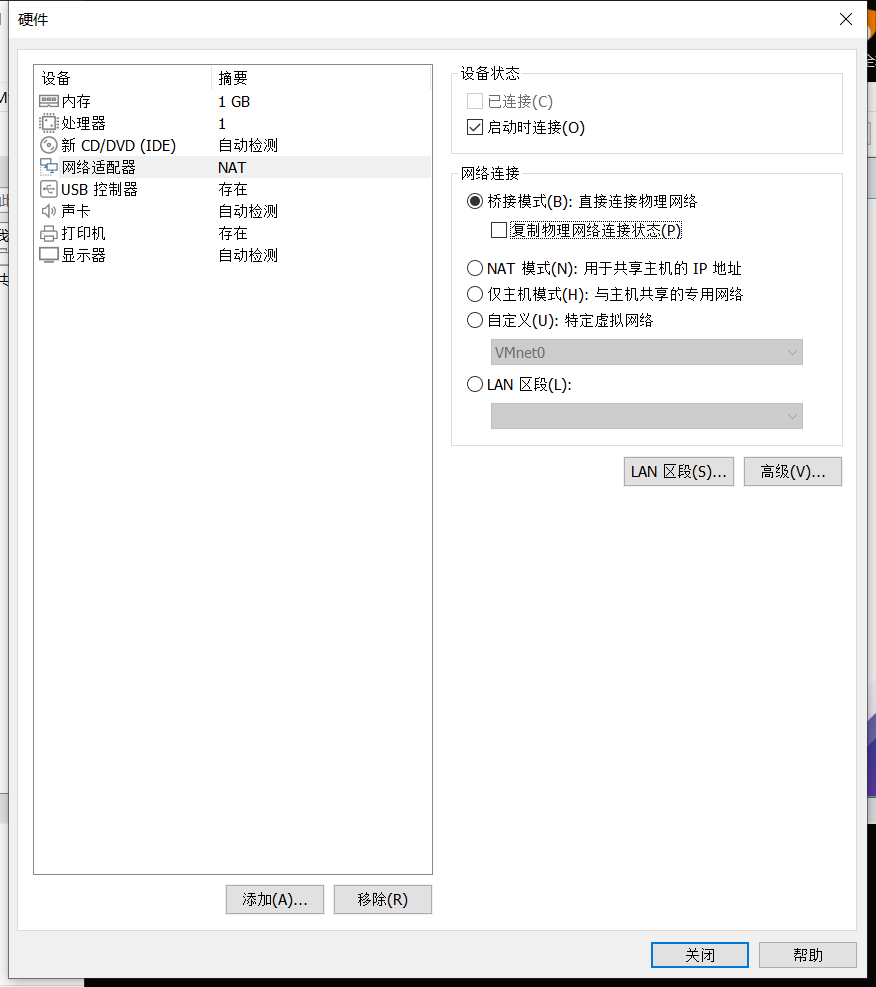 硬件
设备 摘要
内存 1 GB
处理器 1
新 CD/DVD (IDE) 自动检测
网络适配器 NAT
USB 控制器 存在
声卡 自动检测
打印机 存在
显示器 自动检测
添加(A)... 移除(R)
设备状态
已连接(C)
启动时连接(O)
网络连接
桥接模式(B): 直接连接物理网络
复制物理网络连接状态(P)
NAT 模式(N): 用于共享主机的 IP 地址
仅主机模式(H): 与主机共享的专用网络
自定义(U): 特定虚拟网络
VMnet0
LAN 区段(L):
LAN 区段(S)... 高级(V)...
关闭 帮助